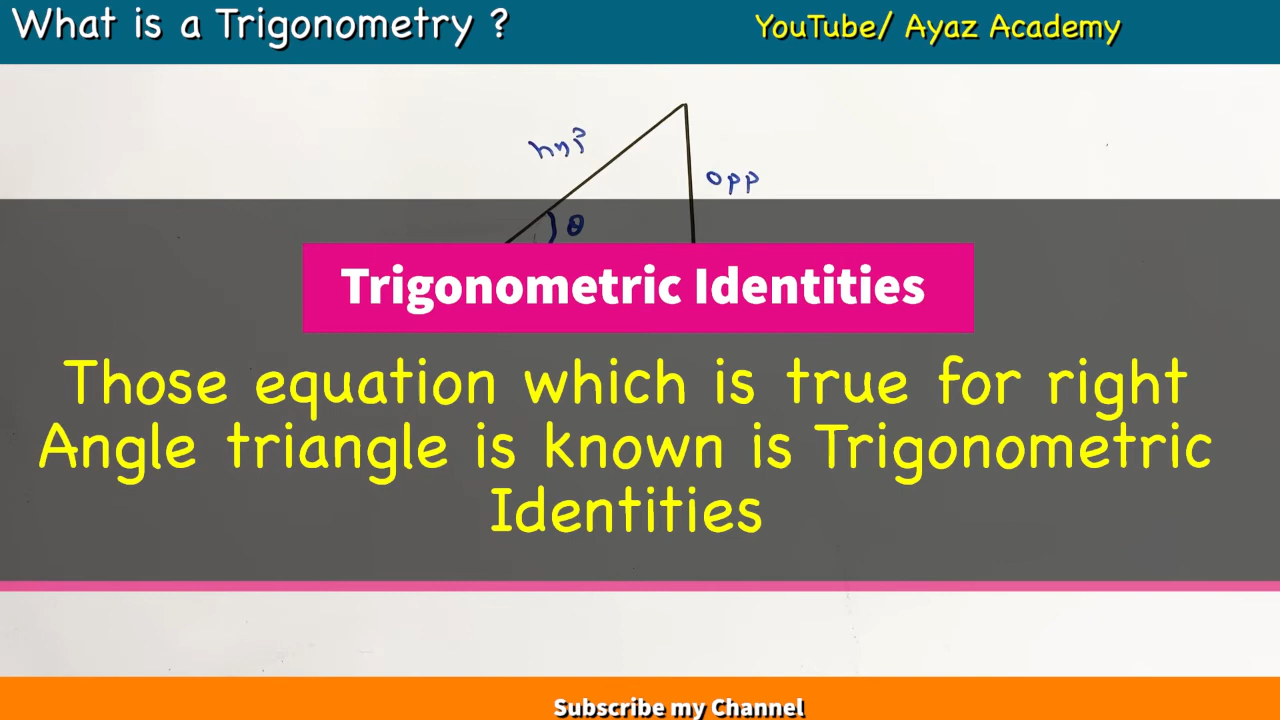 What is a Trigonometry ?
YouTube/ Ayaz Academy
hyp
opp
θ
Trigonometric Identities
Those equation which is true for right
Angle triangle is known is Trigonometric
Identities
Subscribe my Channel